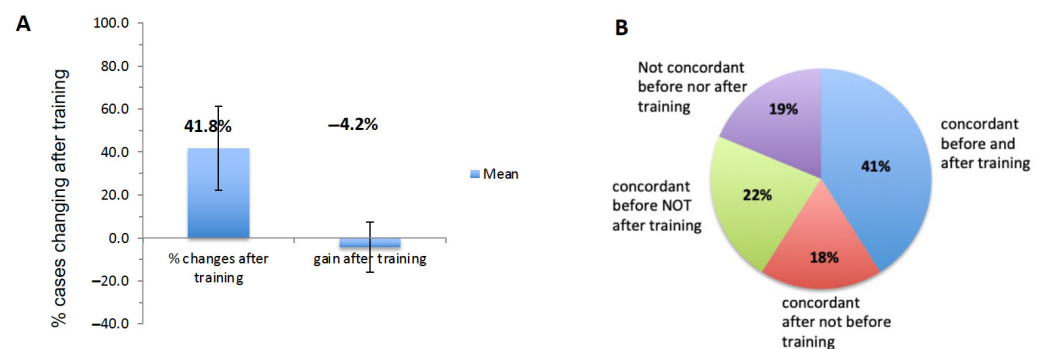 A
% cases changing after training
100.0
80.0
60.0
40.0
20.0
0.0
–20.0
–40.0
41.8%
–4.2%
% changes after
training
gain after training
Mean
B
Not concordant
before nor after
training
19%
concordant
before and
after training
41%
concordant
before NOT
after training
22%
18%
concordant
after not before
training